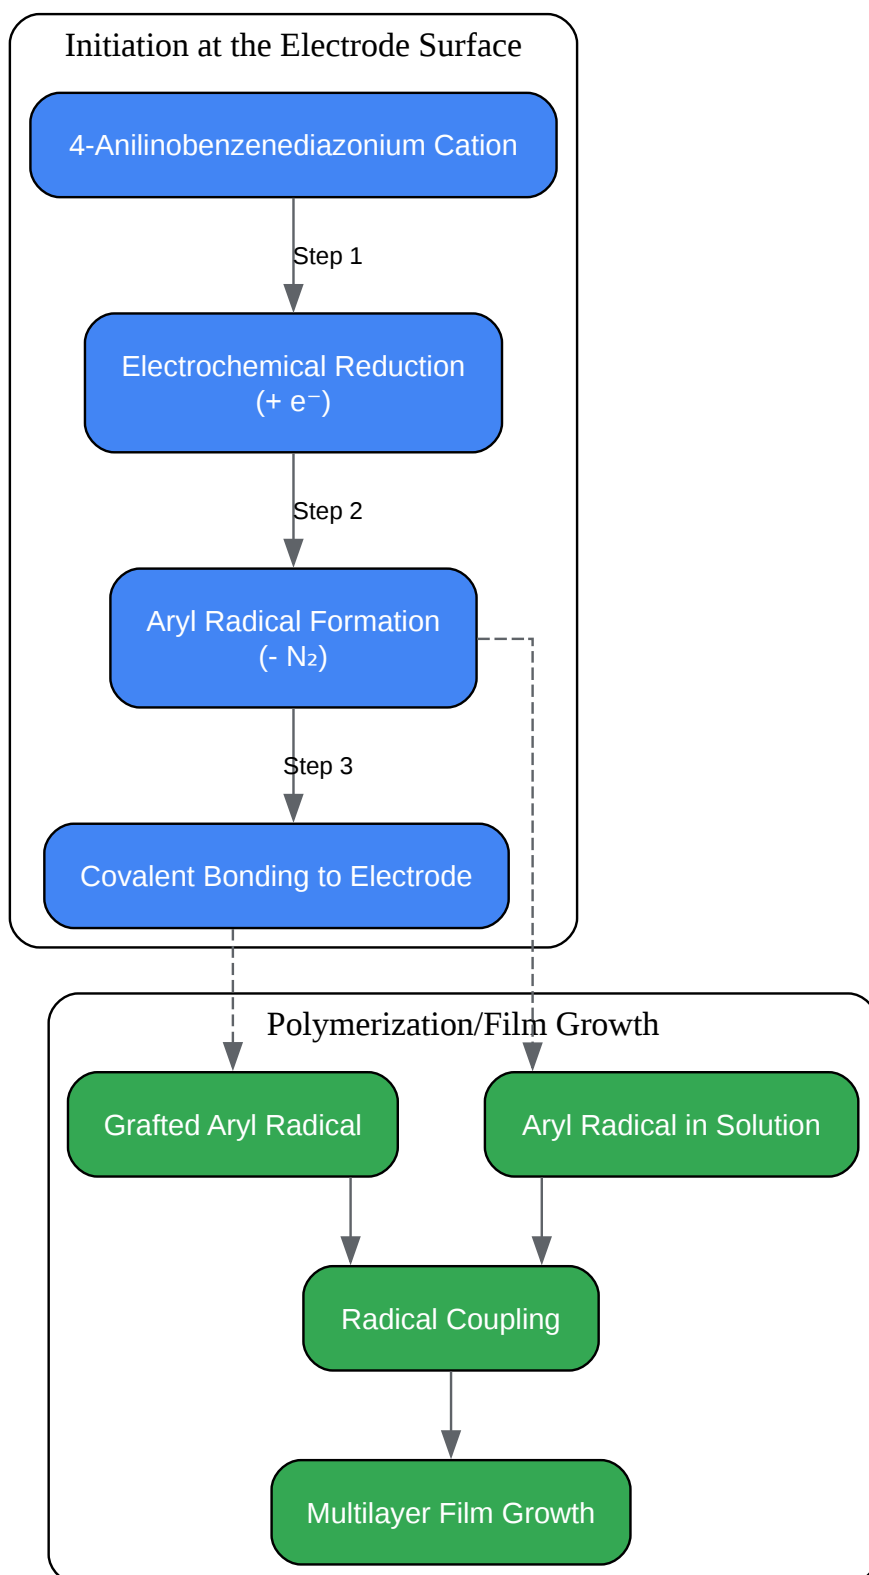 Initiation at the Electrode Surface
4-Anilinobenzenediazonium Cation
Step 1
Electrochemical Reduction
(+ e⁻)
Step 2
Aryl Radical Formation
(- N₂)
Step 3
Covalent Bonding to Electrode
Polymerization/Film Growth
Grafted Aryl Radical
Aryl Radical in Solution
Radical Coupling
Multilayer Film Growth